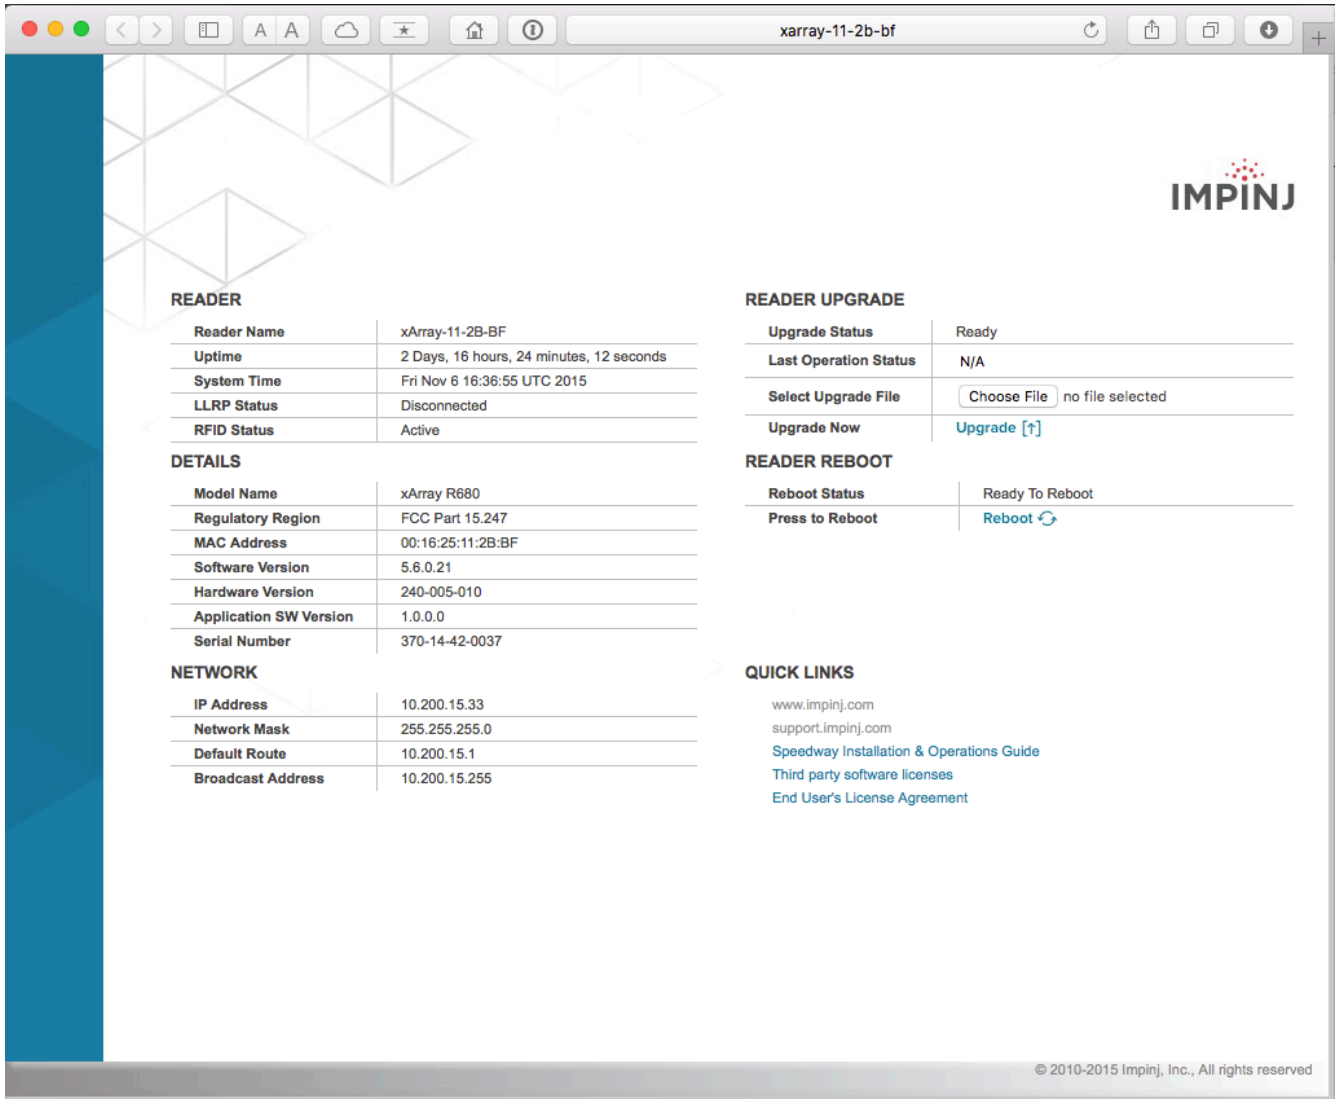 A A
xarray-11-2b-bf
IMPINJ
READER
Reader Name xArray-11-2B-BF
Uptime 2 Days, 16 hours, 24 minutes, 12 seconds
System Time Fri Nov 6 16:36:55 UTC 2015
LLRP Status Disconnected
RFID Status Active
DETAILS
Model Name xArray R680
Regulatory Region FCC Part 15.247
MAC Address 00:16:25:11:2B:BF
Software Version 5.6.0.21
Hardware Version 240-005-010
Application SW Version 1.0.0.0
Serial Number 370-14-42-0037
NETWORK
IP Address 10.200.15.33
Network Mask 255.255.255.0
Default Route 10.200.15.1
Broadcast Address 10.200.15.255
READER UPGRADE
Upgrade Status Ready
Last Operation Status N/A
Select Upgrade File Choose File no file selected
Upgrade Now Upgrade [↑]
READER REBOOT
Reboot Status Ready To Reboot
Press to Reboot Reboot
QUICK LINKS
www.impinj.com
support.impinj.com
Speedway Installation & Operations Guide
Third party software licenses
End User's License Agreement
© 2010-2015 Impinj, Inc., All rights reserved